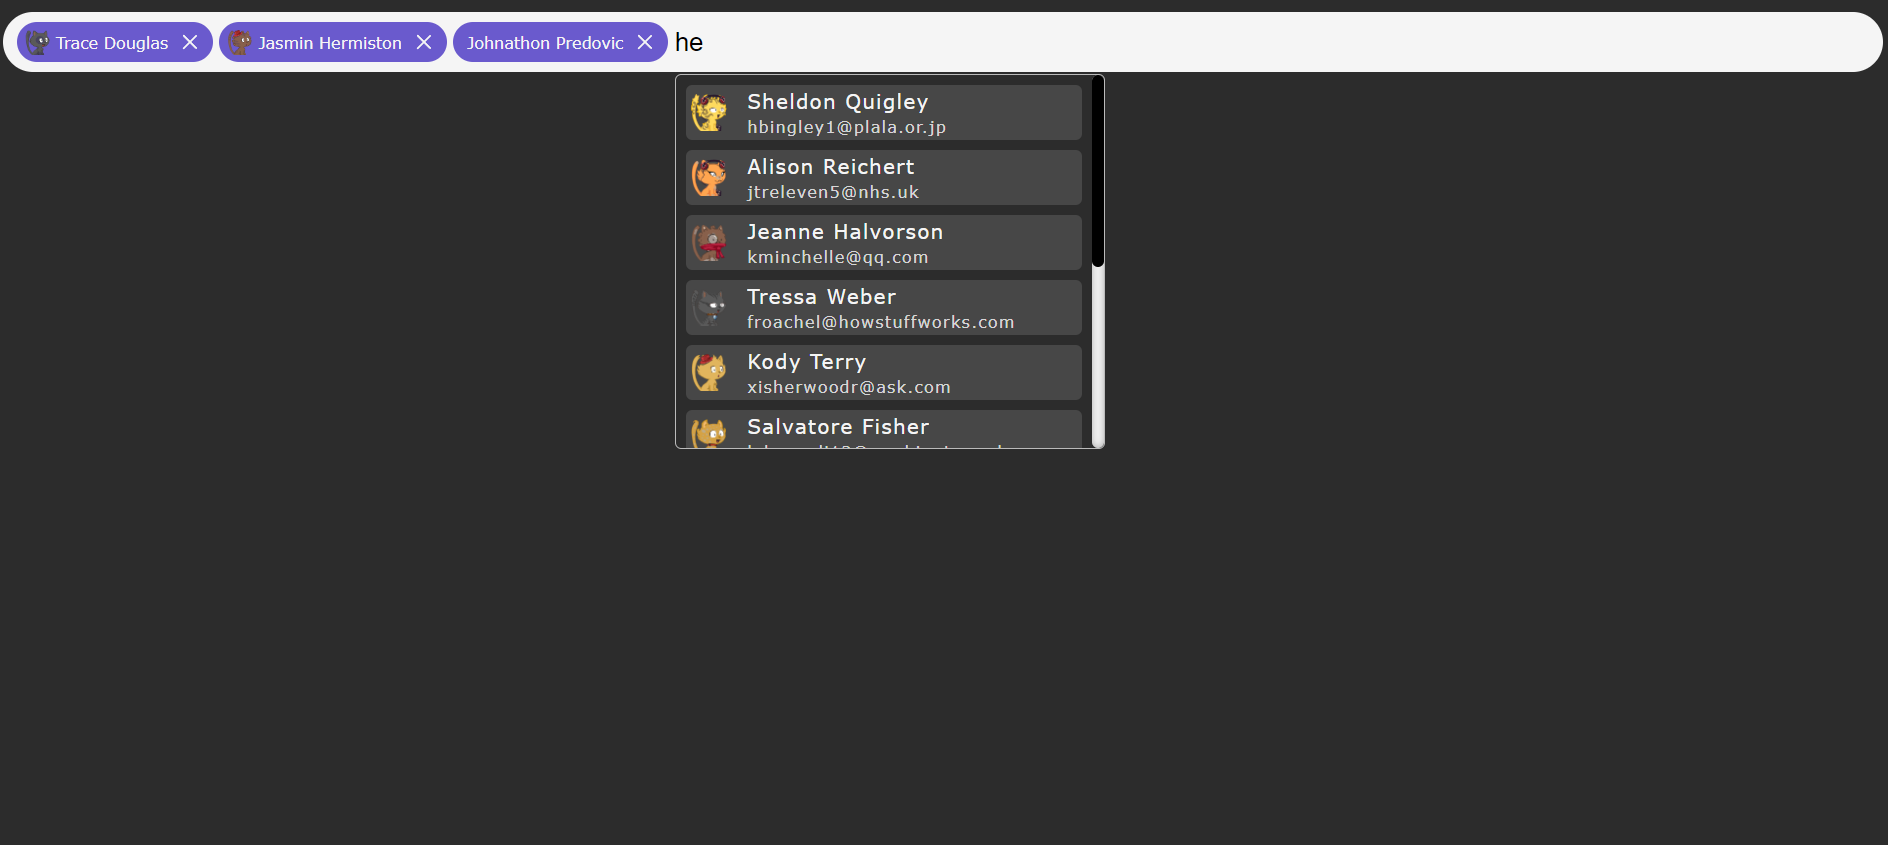 Trace Douglas
Jasmin Hermiston
Johnathon Predovic
he
Sheldon Quigley
hbingley1@plala.or.jp
Alison Reichert
jtreleven5@nhs.uk
Jeanne Halvorson
kminchelle@qq.com
Tressa Weber
froachel@howstuffworks.com
Kody Terry
xisherwoodr@ask.com
Salvatore Fisher